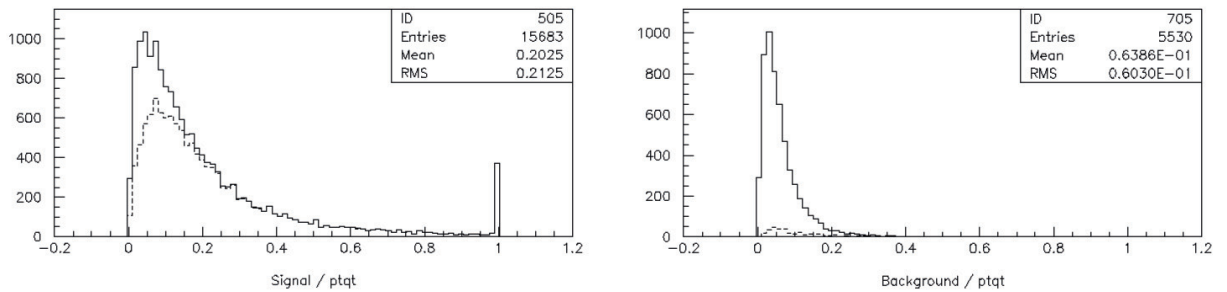 ID 505
Entries 15683
Mean 0.2025
RMS 0.2125
1000
800
600
400
200
0
−0.2 0 0.2 0.4 0.6 0.8 1 1.2
Signal / ptqt
ID 705
Entries 5530
Mean 0.6386E−01
RMS 0.6030E−01
1000
800
600
400
200
0
−0.2 0 0.2 0.4 0.6 0.8 1 1.2
Background / ptqt